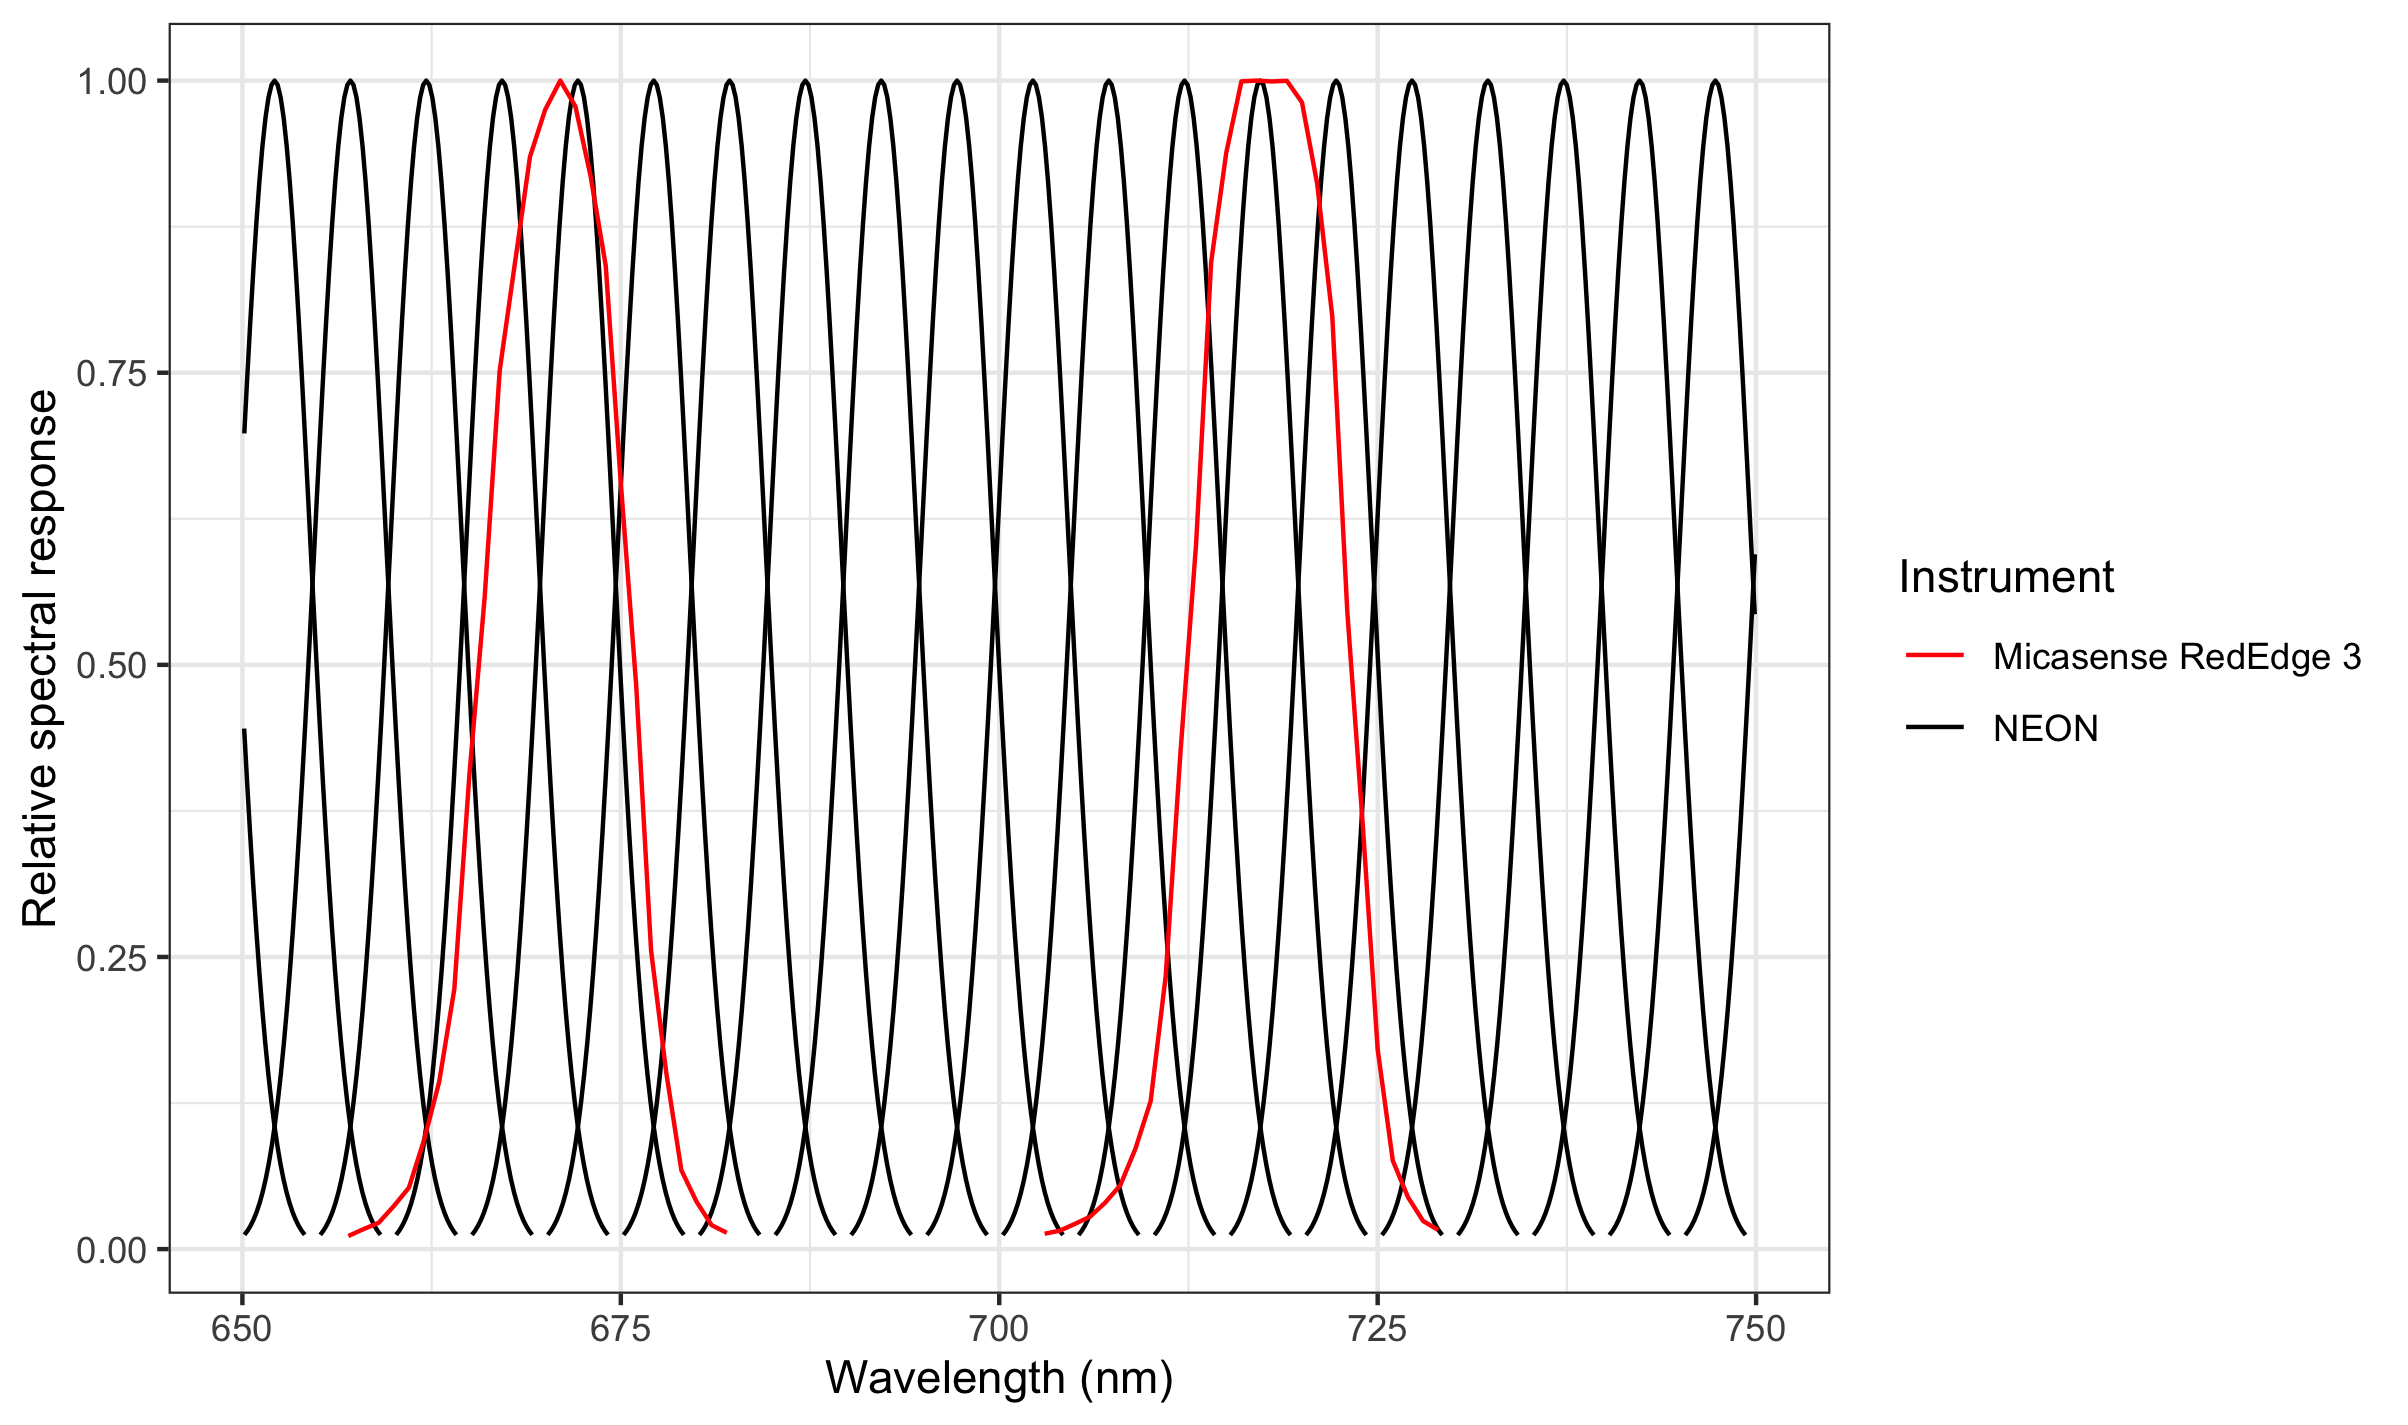 Relative spectral response
1.00
0.75
0.50
0.25
0.00
650 675 700 725 750
Wavelength (nm)
Instrument
Micasense RedEdge 3
NEON